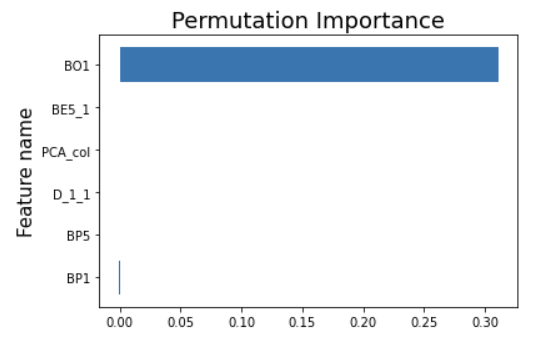 Permutation Importance
Feature name
BO1
BE5_1
PCA_col
D_1_1
BP5
BP1
0.00 0.05 0.10 0.15 0.20 0.25 0.30